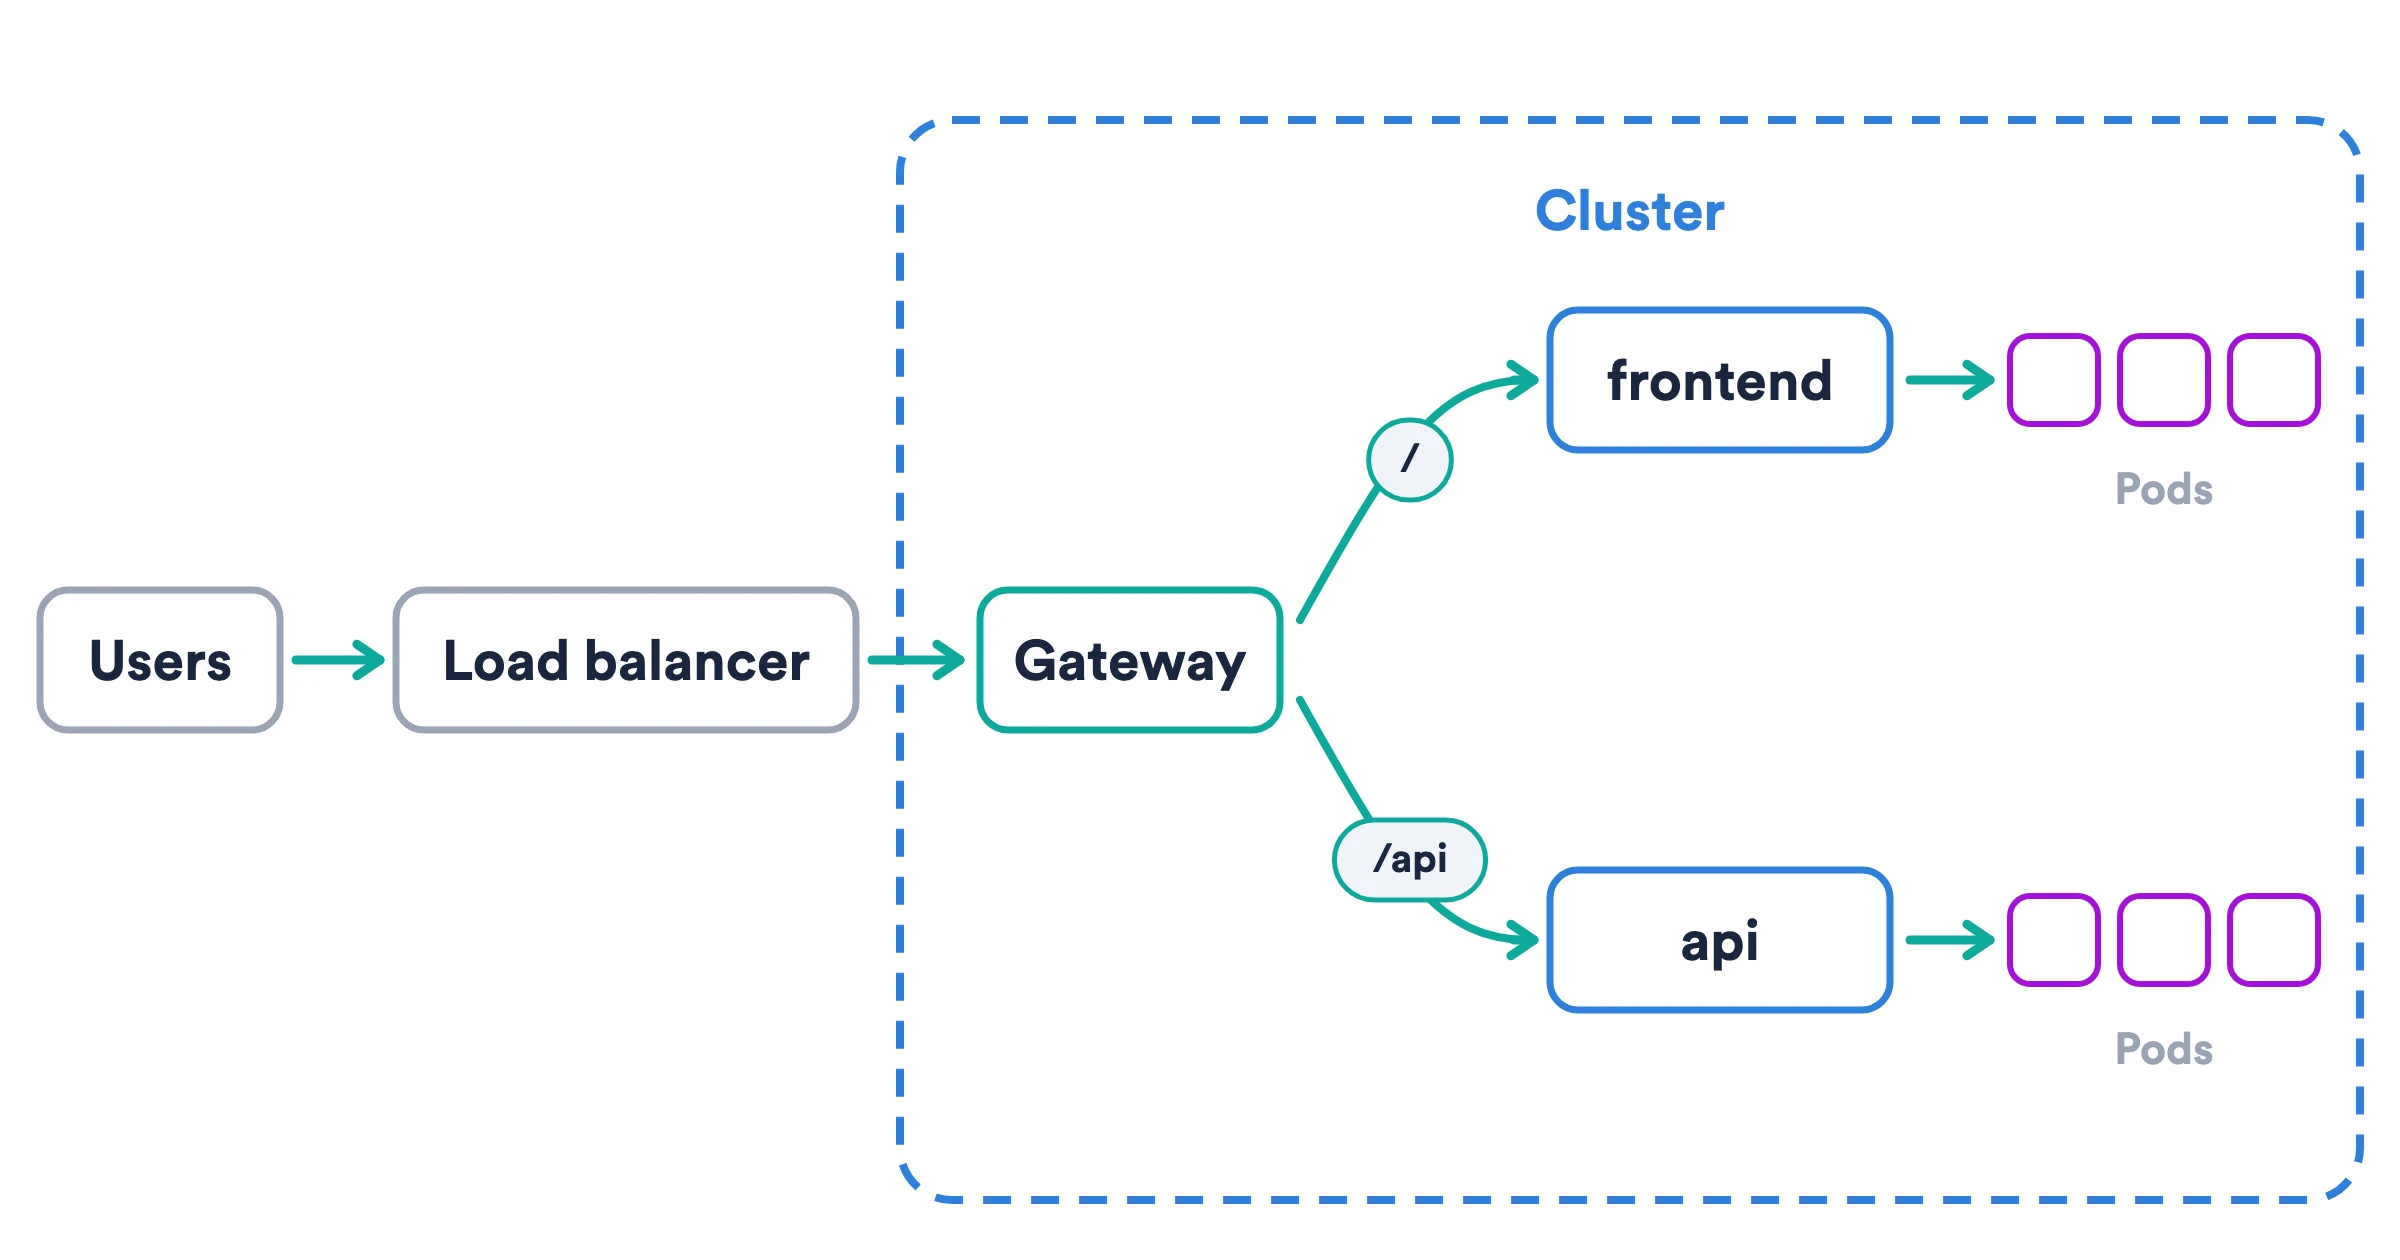 Cluster
frontend
/
Pods
Users
Load balancer
Gateway
/api
api
Pods